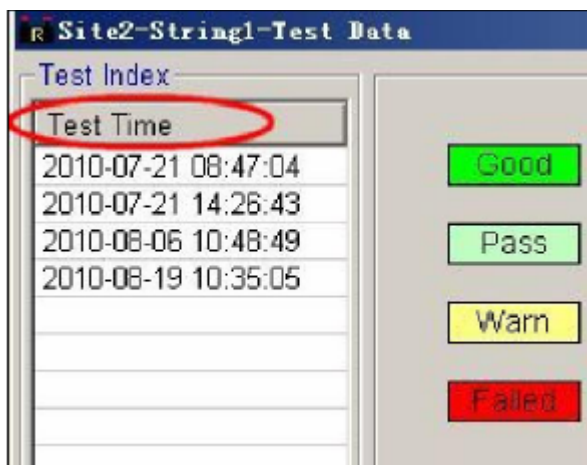 R Site2-String1-Test Data
Test Index
Test Time
2010-07-21 08:47:04
2010-07-21 14:26:43
2010-08-06 10:48:49
2010-08-19 10:35:05
Good
Pass
Warn
Failed